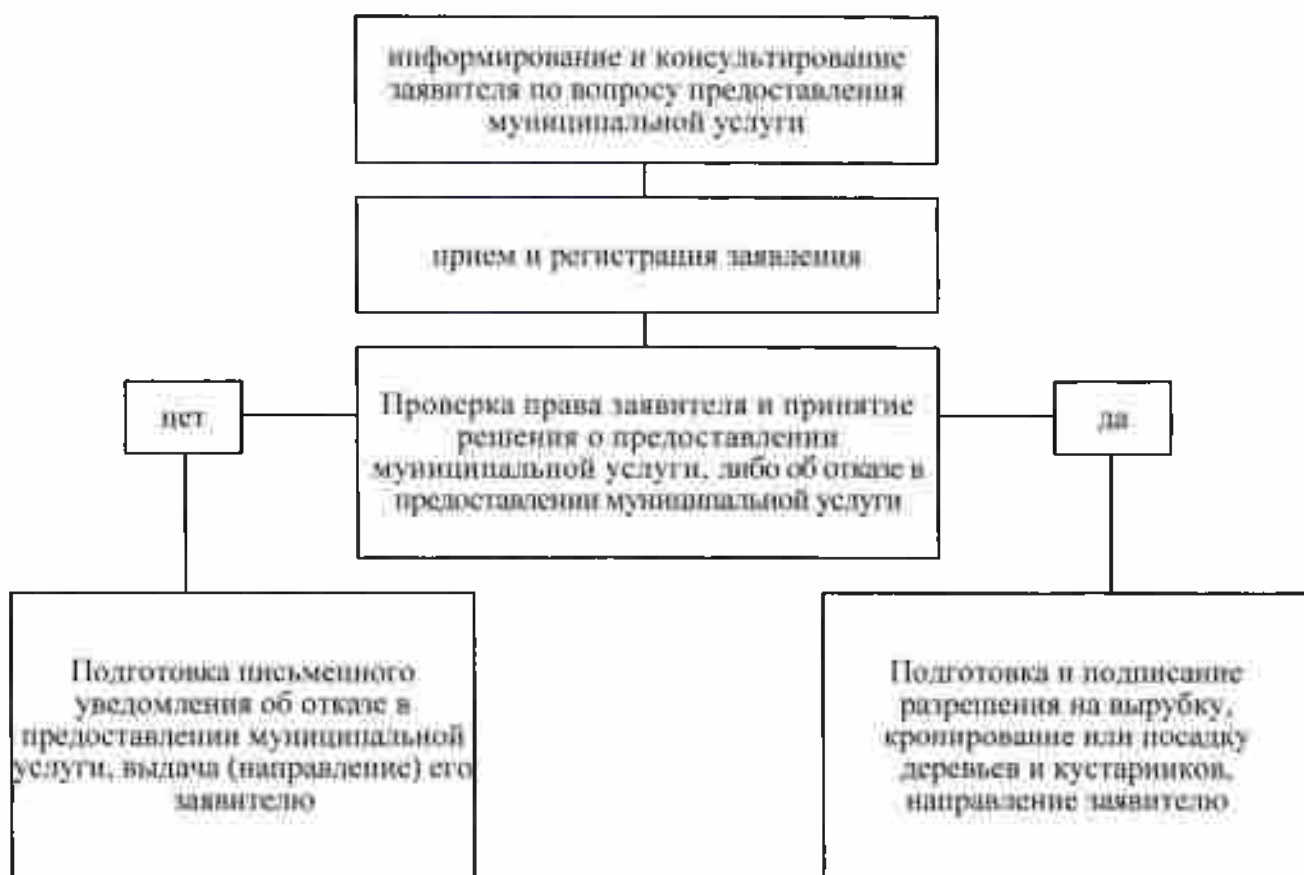 информирование и консультирование
заявителя по вопросу предоставления
муниципальной услуги
прием и регистрация заявления
нет
Проверка права заявителя и принятие
решения о предоставлении
муниципальной услуги, либо об отказе в
предоставлении муниципальной услуги
да
Подготовка письменного
уведомления об отказе в
предоставлении муниципальной
услуги, выдача (направление) его
заявителю
Подготовка и подписание
разрешения на вырубку,
кронирование или посадку
деревьев и кустарников,
направление заявителю